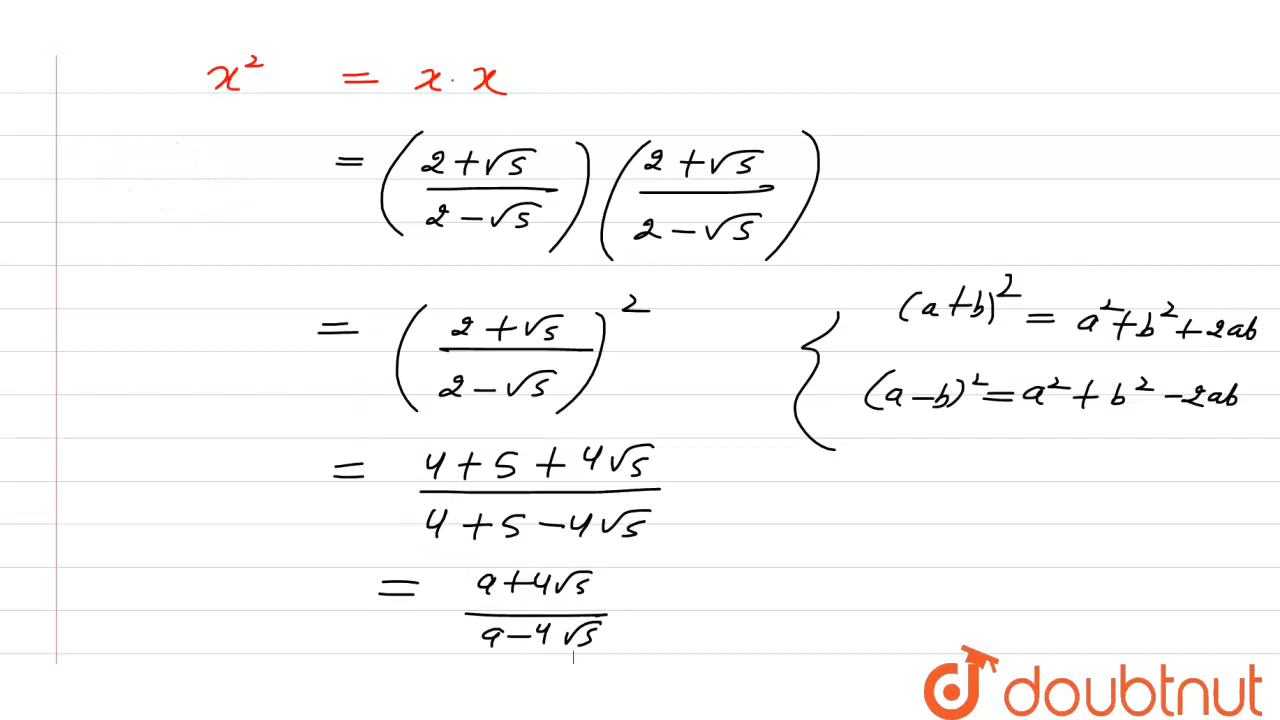 x² = x · x
= ((2+√5)/(2−√5)) ((2+√5)/(2−√5))
= ((2+√5)/(2−√5))²
{ (a+b)² = a²+b²+2ab
(a−b)² = a²+b²−2ab
= (4+5+4√5)/(4+5−4√5)
= (9+4√5)/(9−4√5)
doubtnut